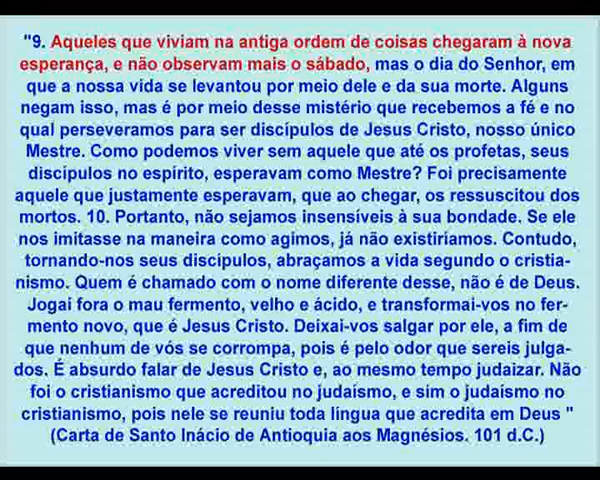 "9. Aqueles que viviam na antiga ordem de coisas chegaram à nova
esperança, e não observam mais o sábado, mas o dia do Senhor, em
que a nossa vida se levantou por meio dele e da sua morte. Alguns
negam isso, mas é por meio desse mistério que recebemos a fé e no
qual perseveramos para ser discípulos de Jesus Cristo, nosso único
Mestre. Como podemos viver sem aquele que até os profetas, seus
discípulos no espírito, esperavam como Mestre? Foi precisamente
aquele que justamente esperavam, que ao chegar, os ressuscitou dos
mortos. 10. Portanto, não sejamos insensíveis à sua bondade. Se ele
nos imitasse na maneira como agimos, já não existiríamos. Contudo,
tornando-nos seus discípulos, abraçamos a vida segundo o cristia-
nismo. Quem é chamado com o nome diferente desse, não é de Deus.
Jogai fora o mau fermento, velho e ácido, e transformai-vos no fer-
mento novo, que é Jesus Cristo. Deixai-vos salgar por ele, a fim de
que nenhum de vós se corrompa, pois é pelo odor que sereis julga-
dos. É absurdo falar de Jesus Cristo e, ao mesmo tempo judaizar. Não
foi o cristianismo que acreditou no judaísmo, e sim o judaísmo no
cristianismo, pois nele se reuniu toda língua que acredita em Deus "
(Carta de Santo Inácio de Antioquia aos Magnésios. 101 d.C.)